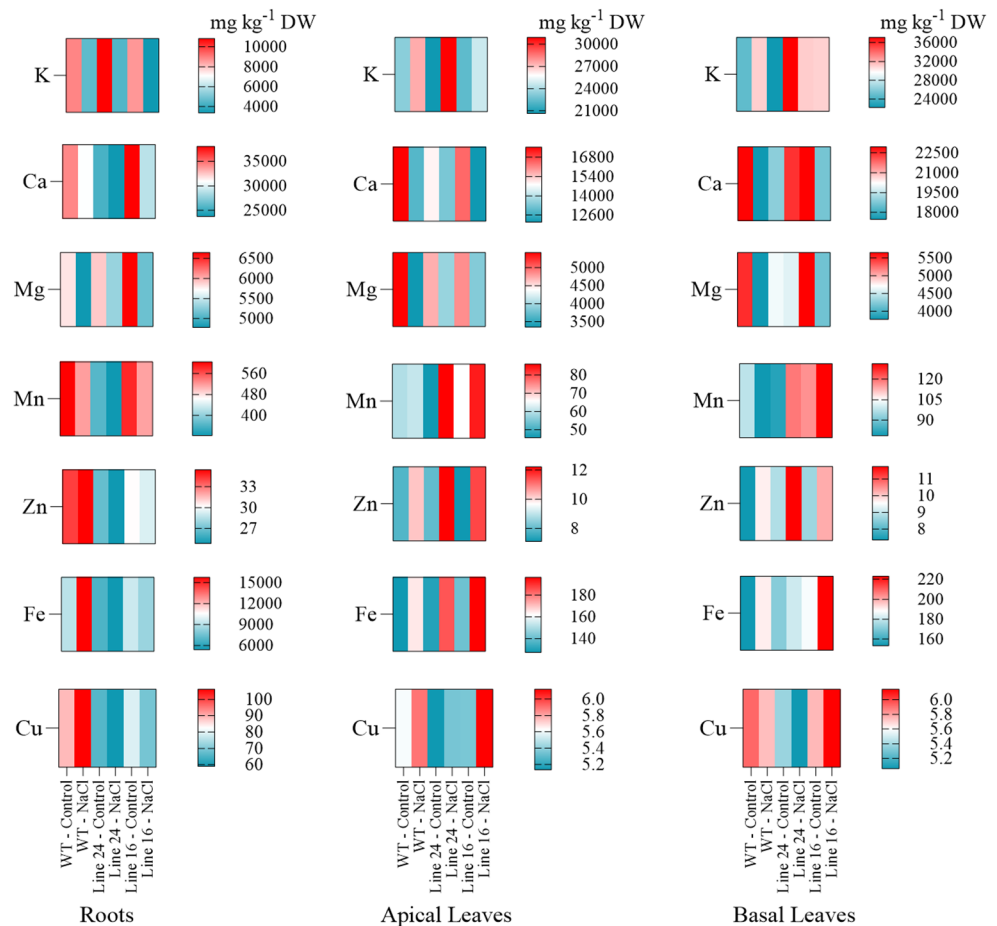 mg kg⁻¹ DW
mg kg⁻¹ DW
mg kg⁻¹ DW
K
10000
8000
6000
4000
K
30000
27000
24000
21000
K
36000
32000
28000
24000
Ca
35000
30000
25000
Ca
16800
15400
14000
12600
Ca
22500
21000
19500
18000
Mg
6500
6000
5500
5000
Mg
5000
4500
4000
3500
Mg
5500
5000
4500
4000
Mn
560
480
400
Mn
80
70
60
50
Mn
120
105
90
Zn
33
30
27
Zn
12
10
8
Zn
11
10
9
8
Fe
15000
12000
9000
6000
Fe
180
160
140
Fe
220
200
180
160
Cu
100
90
80
70
60
Cu
6.0
5.8
5.6
5.4
5.2
Cu
6.0
5.8
5.6
5.4
5.2
WT - Control
WT - NaCl
Line 24 - Control
Line 24 - NaCl
Line 16 - Control
Line 16 - NaCl
WT - Control
WT - NaCl
Line 24 - Control
Line 24 - NaCl
Line 16 - Control
Line 16 - NaCl
WT - Control
WT - NaCl
Line 24 - Control
Line 24 - NaCl
Line 16 - Control
Line 16 - NaCl
Roots
Apical Leaves
Basal Leaves